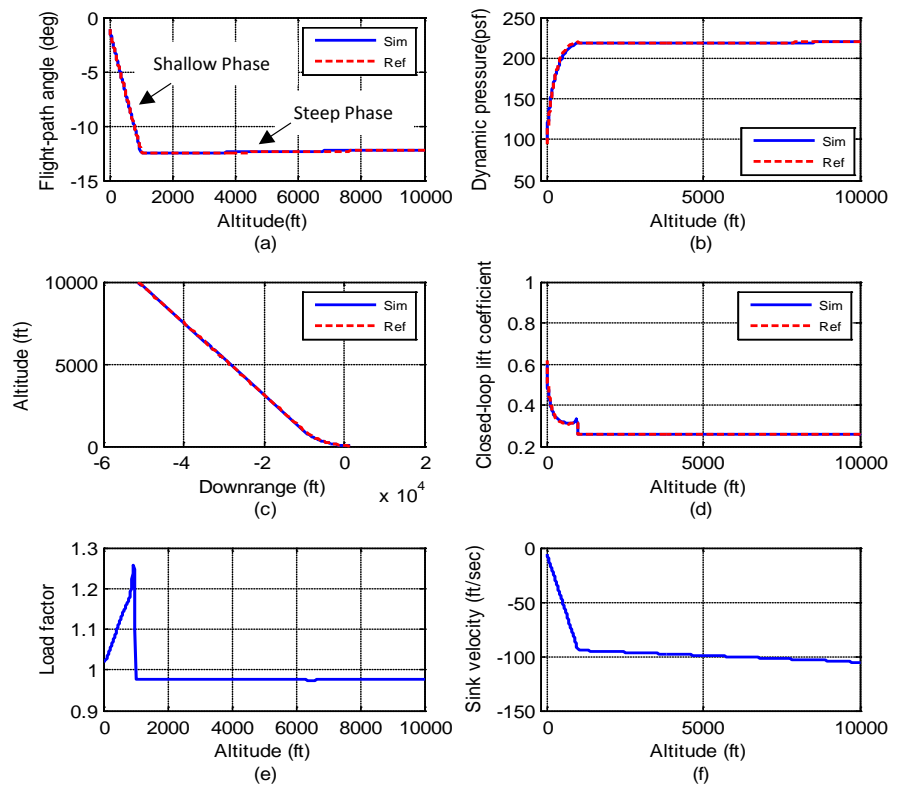 0
-5
-10
-15
Flight-path angle (deg)
Shallow Phase
Steep Phase
Sim
Ref
0 2000 4000 6000 8000 10000
Altitude(ft)
(a)
250
200
150
100
50
Dynamic pressure(psf)
Sim
Ref
0 5000 10000
Altitude (ft)
(b)
10000
5000
0
Altitude (ft)
Sim
Ref
-6 -4 -2 0 2
x 10^4
Downrange (ft)
(c)
1
0.8
0.6
0.4
0.2
Closed-loop lift coefficient
Sim
Ref
0 5000 10000
Altitude (ft)
(d)
1.3
1.2
1.1
1
0.9
Load factor
0 2000 4000 6000 8000 10000
Altitude (ft)
(e)
0
-50
-100
-150
Sink velocity (ft/sec)
0 5000 10000
Altitude (ft)
(f)